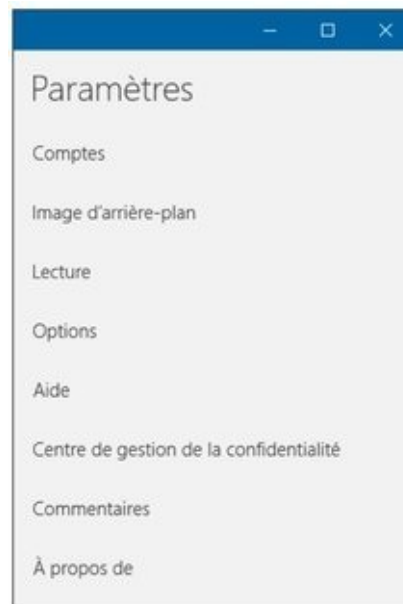 Paramètres
Comptes
Image d'arrière-plan
Lecture
Options
Aide
Centre de gestion de la confidentialité
Commentaires
À propos de